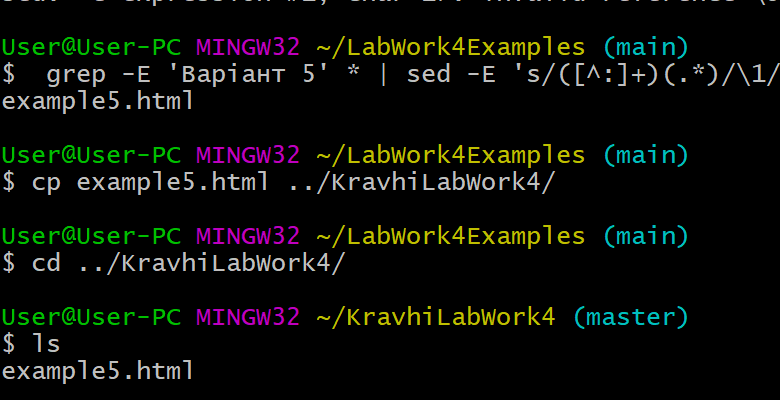 User@User-PC MINGW32 ~/LabWork4Examples (main)
$  grep -E 'Варіант 5' * | sed -E 's/([^:]+)(.*)/\1/
example5.html
User@User-PC MINGW32 ~/LabWork4Examples (main)
$ cp example5.html ../KravhiLabWork4/
User@User-PC MINGW32 ~/LabWork4Examples (main)
$ cd ../KravhiLabWork4/
User@User-PC MINGW32 ~/KravhiLabWork4 (master)
$ ls
example5.html